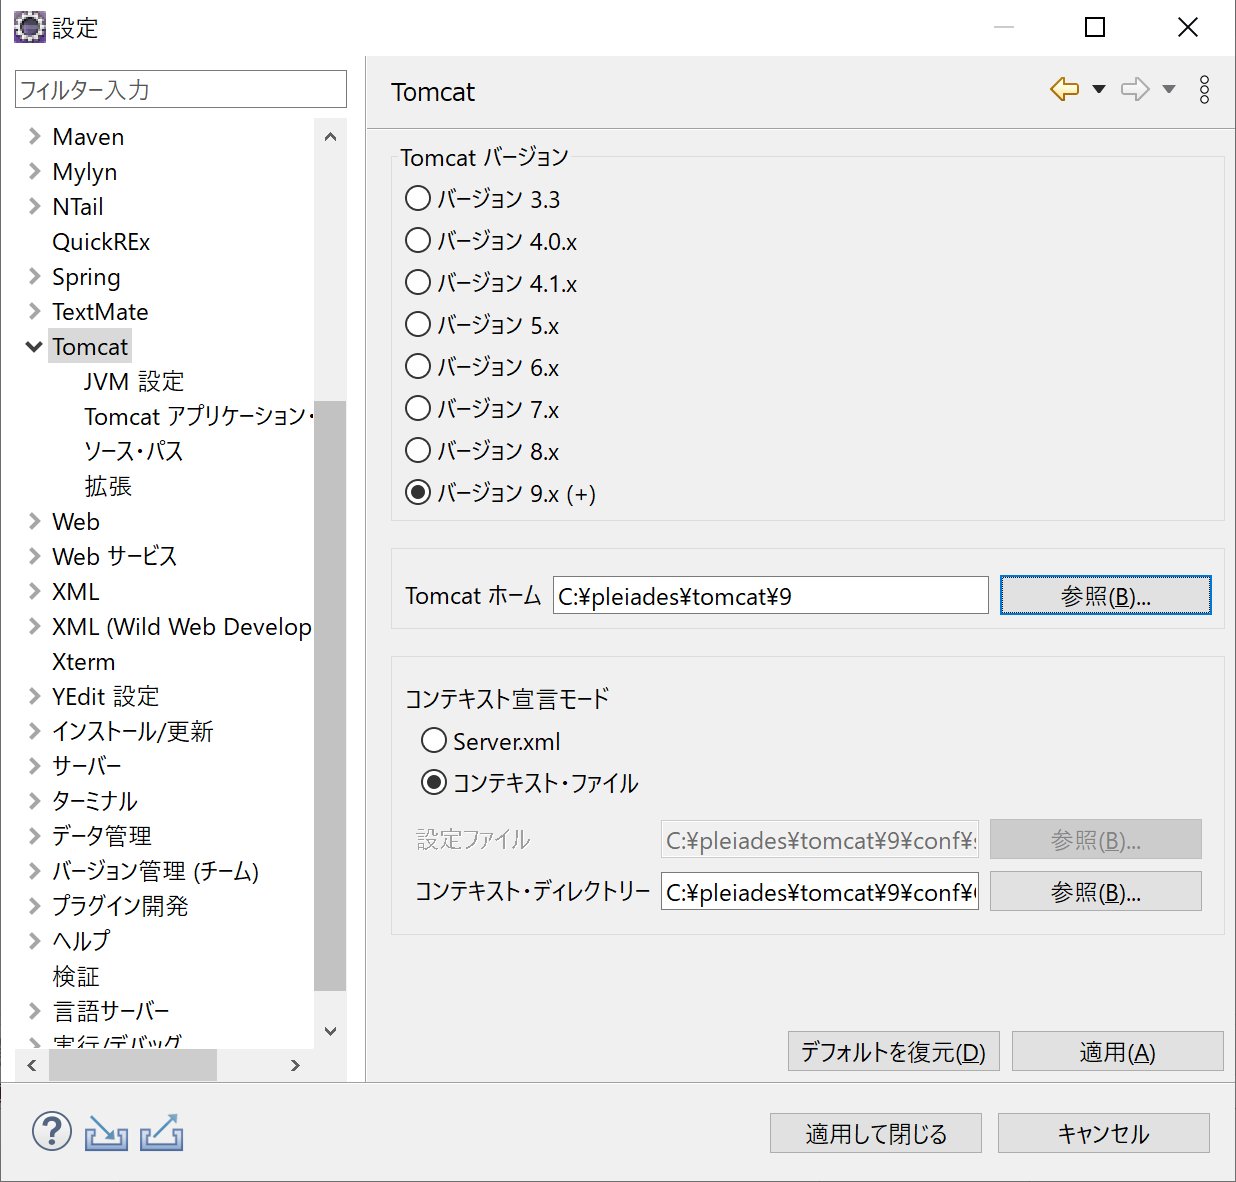 設定
フィルター入力
Maven
Mylyn
NTail
QuickREx
Spring
TextMate
Tomcat
JVM 設定
Tomcat アプリケーション・
ソース・パス
拡張
Web
Web サービス
XML
XML (Wild Web Develop
Xterm
YEdit 設定
インストール/更新
サーバー
ターミナル
データ管理
バージョン管理 (チーム)
プラグイン開発
ヘルプ
検証
言語サーバー
実行/デバッグ
Tomcat
Tomcat バージョン
バージョン 3.3
バージョン 4.0.x
バージョン 4.1.x
バージョン 5.x
バージョン 6.x
バージョン 7.x
バージョン 8.x
バージョン 9.x (+)
Tomcat ホーム C:¥pleiades¥tomcat¥9 参照(B)...
コンテキスト宣言モード
Server.xml
コンテキスト・ファイル
設定ファイル C:¥pleiades¥tomcat¥9¥conf¥s 参照(B)...
コンテキスト・ディレクトリー C:¥pleiades¥tomcat¥9¥conf¥ 参照(B)...
デフォルトを復元(D) 適用(A)
適用して閉じる キャンセル